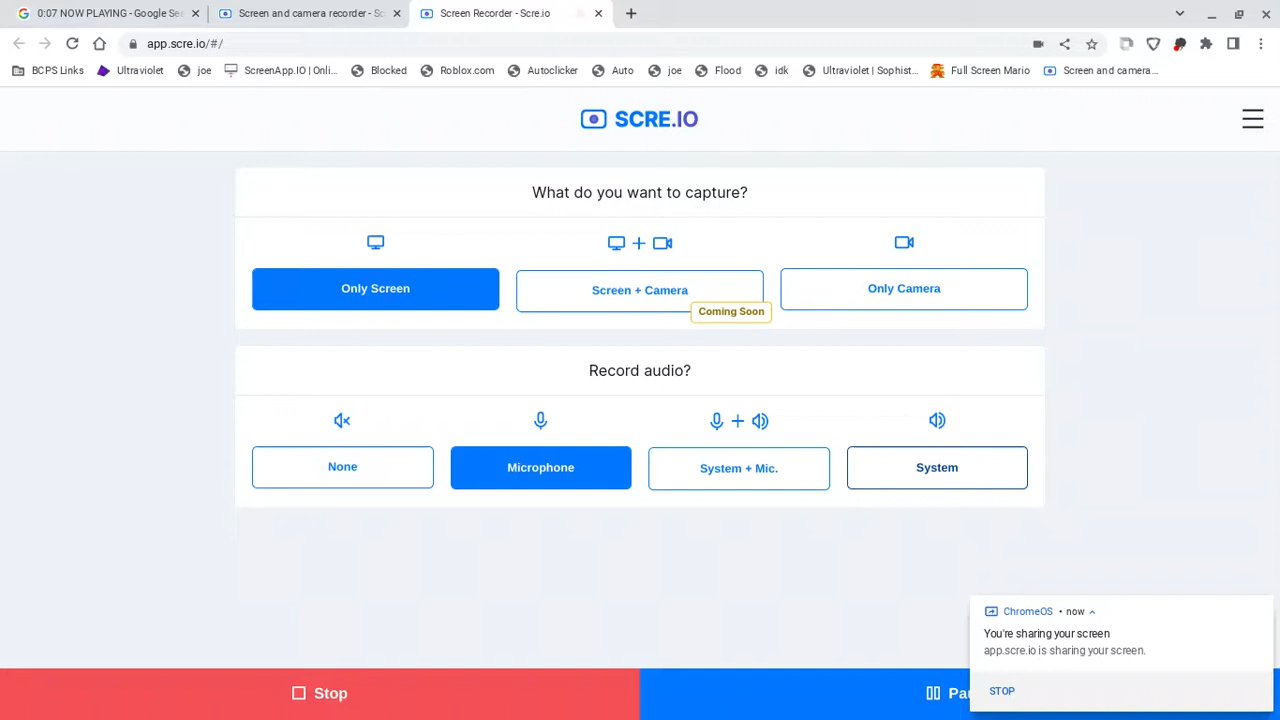 0:07 NOW PLAYING - Google Se
Screen and camera recorder - Sc
Screen Recorder - Scre.io
app.scre.io/#/
BCPS Links
Ultraviolet
joe
ScreenApp.IO | Onli...
Blocked
Roblox.com
Autoclicker
Auto
joe
Flood
idk
Ultraviolet | Sophist...
Full Screen Mario
Screen and camera...
SCRE.IO
What do you want to capture?
Only Screen
Screen + Camera
Only Camera
Coming Soon
Record audio?
None
Microphone
System + Mic.
System
ChromeOS • now
You're sharing your screen
app.scre.io is sharing your screen.
STOP
Stop
Pau